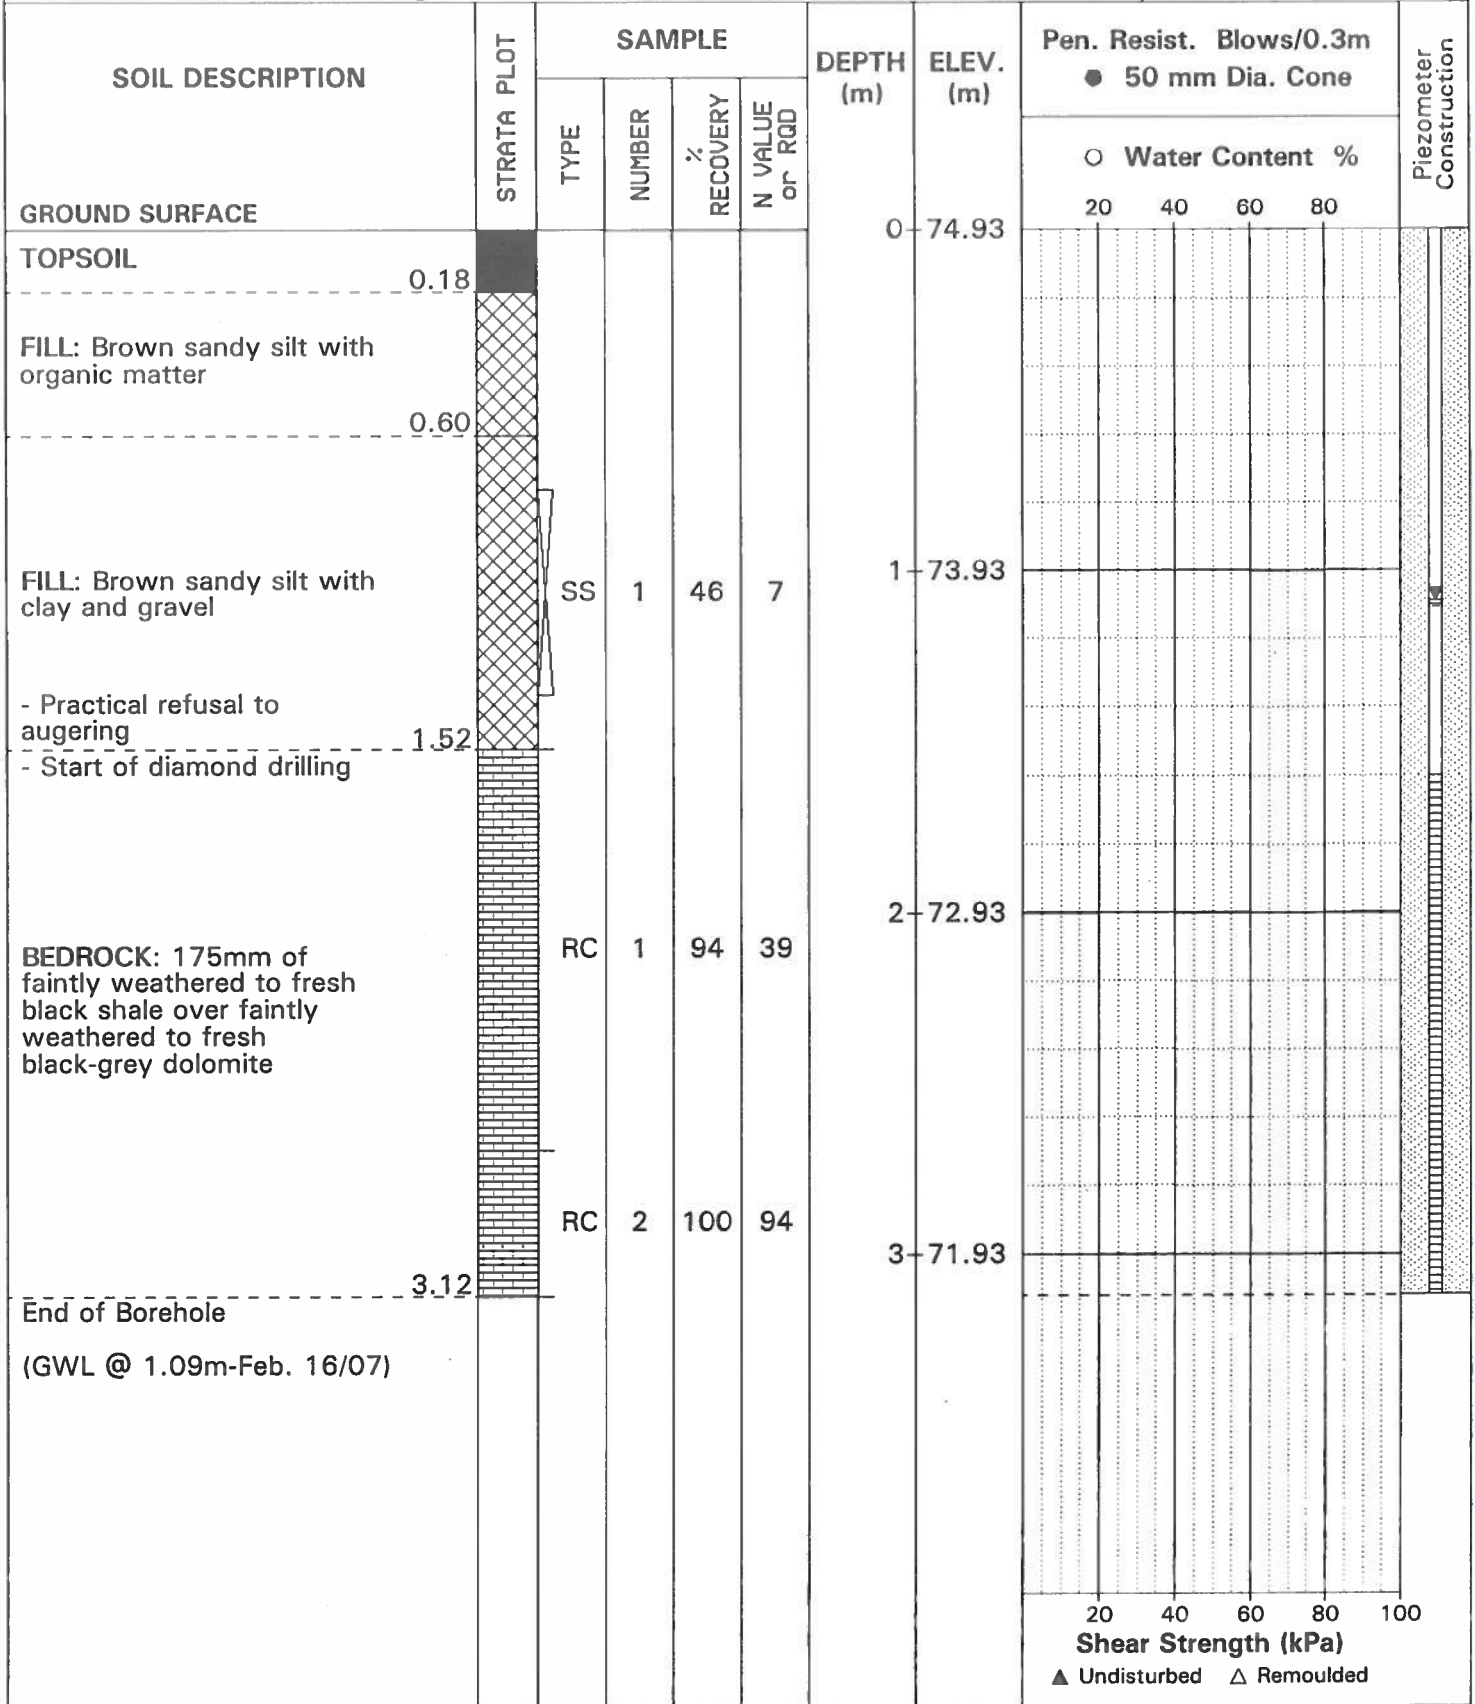 SOIL DESCRIPTION
GROUND SURFACE
STRATA PLOT
SAMPLE
TYPE
NUMBER
%
RECOVERY
N VALUE
or RQD
DEPTH
(m)
ELEV.
(m)
Pen. Resist. Blows/0.3m
● 50 mm Dia. Cone
○ Water Content %
20 40 60 80
Piezometer
Construction
0 74.93
TOPSOIL
0.18
FILL: Brown sandy silt with
organic matter
0.60
1 73.93
FILL: Brown sandy silt with
clay and gravel
SS 1 46 7
- Practical refusal to
augering
1.52
- Start of diamond drilling
2 72.93
BEDROCK: 175mm of
faintly weathered to fresh
black shale over faintly
weathered to fresh
black-grey dolomite
RC 1 94 39
RC 2 100 94
3 71.93
3.12
End of Borehole
(GWL @ 1.09m-Feb. 16/07)
20 40 60 80 100
Shear Strength (kPa)
▲ Undisturbed △ Remoulded